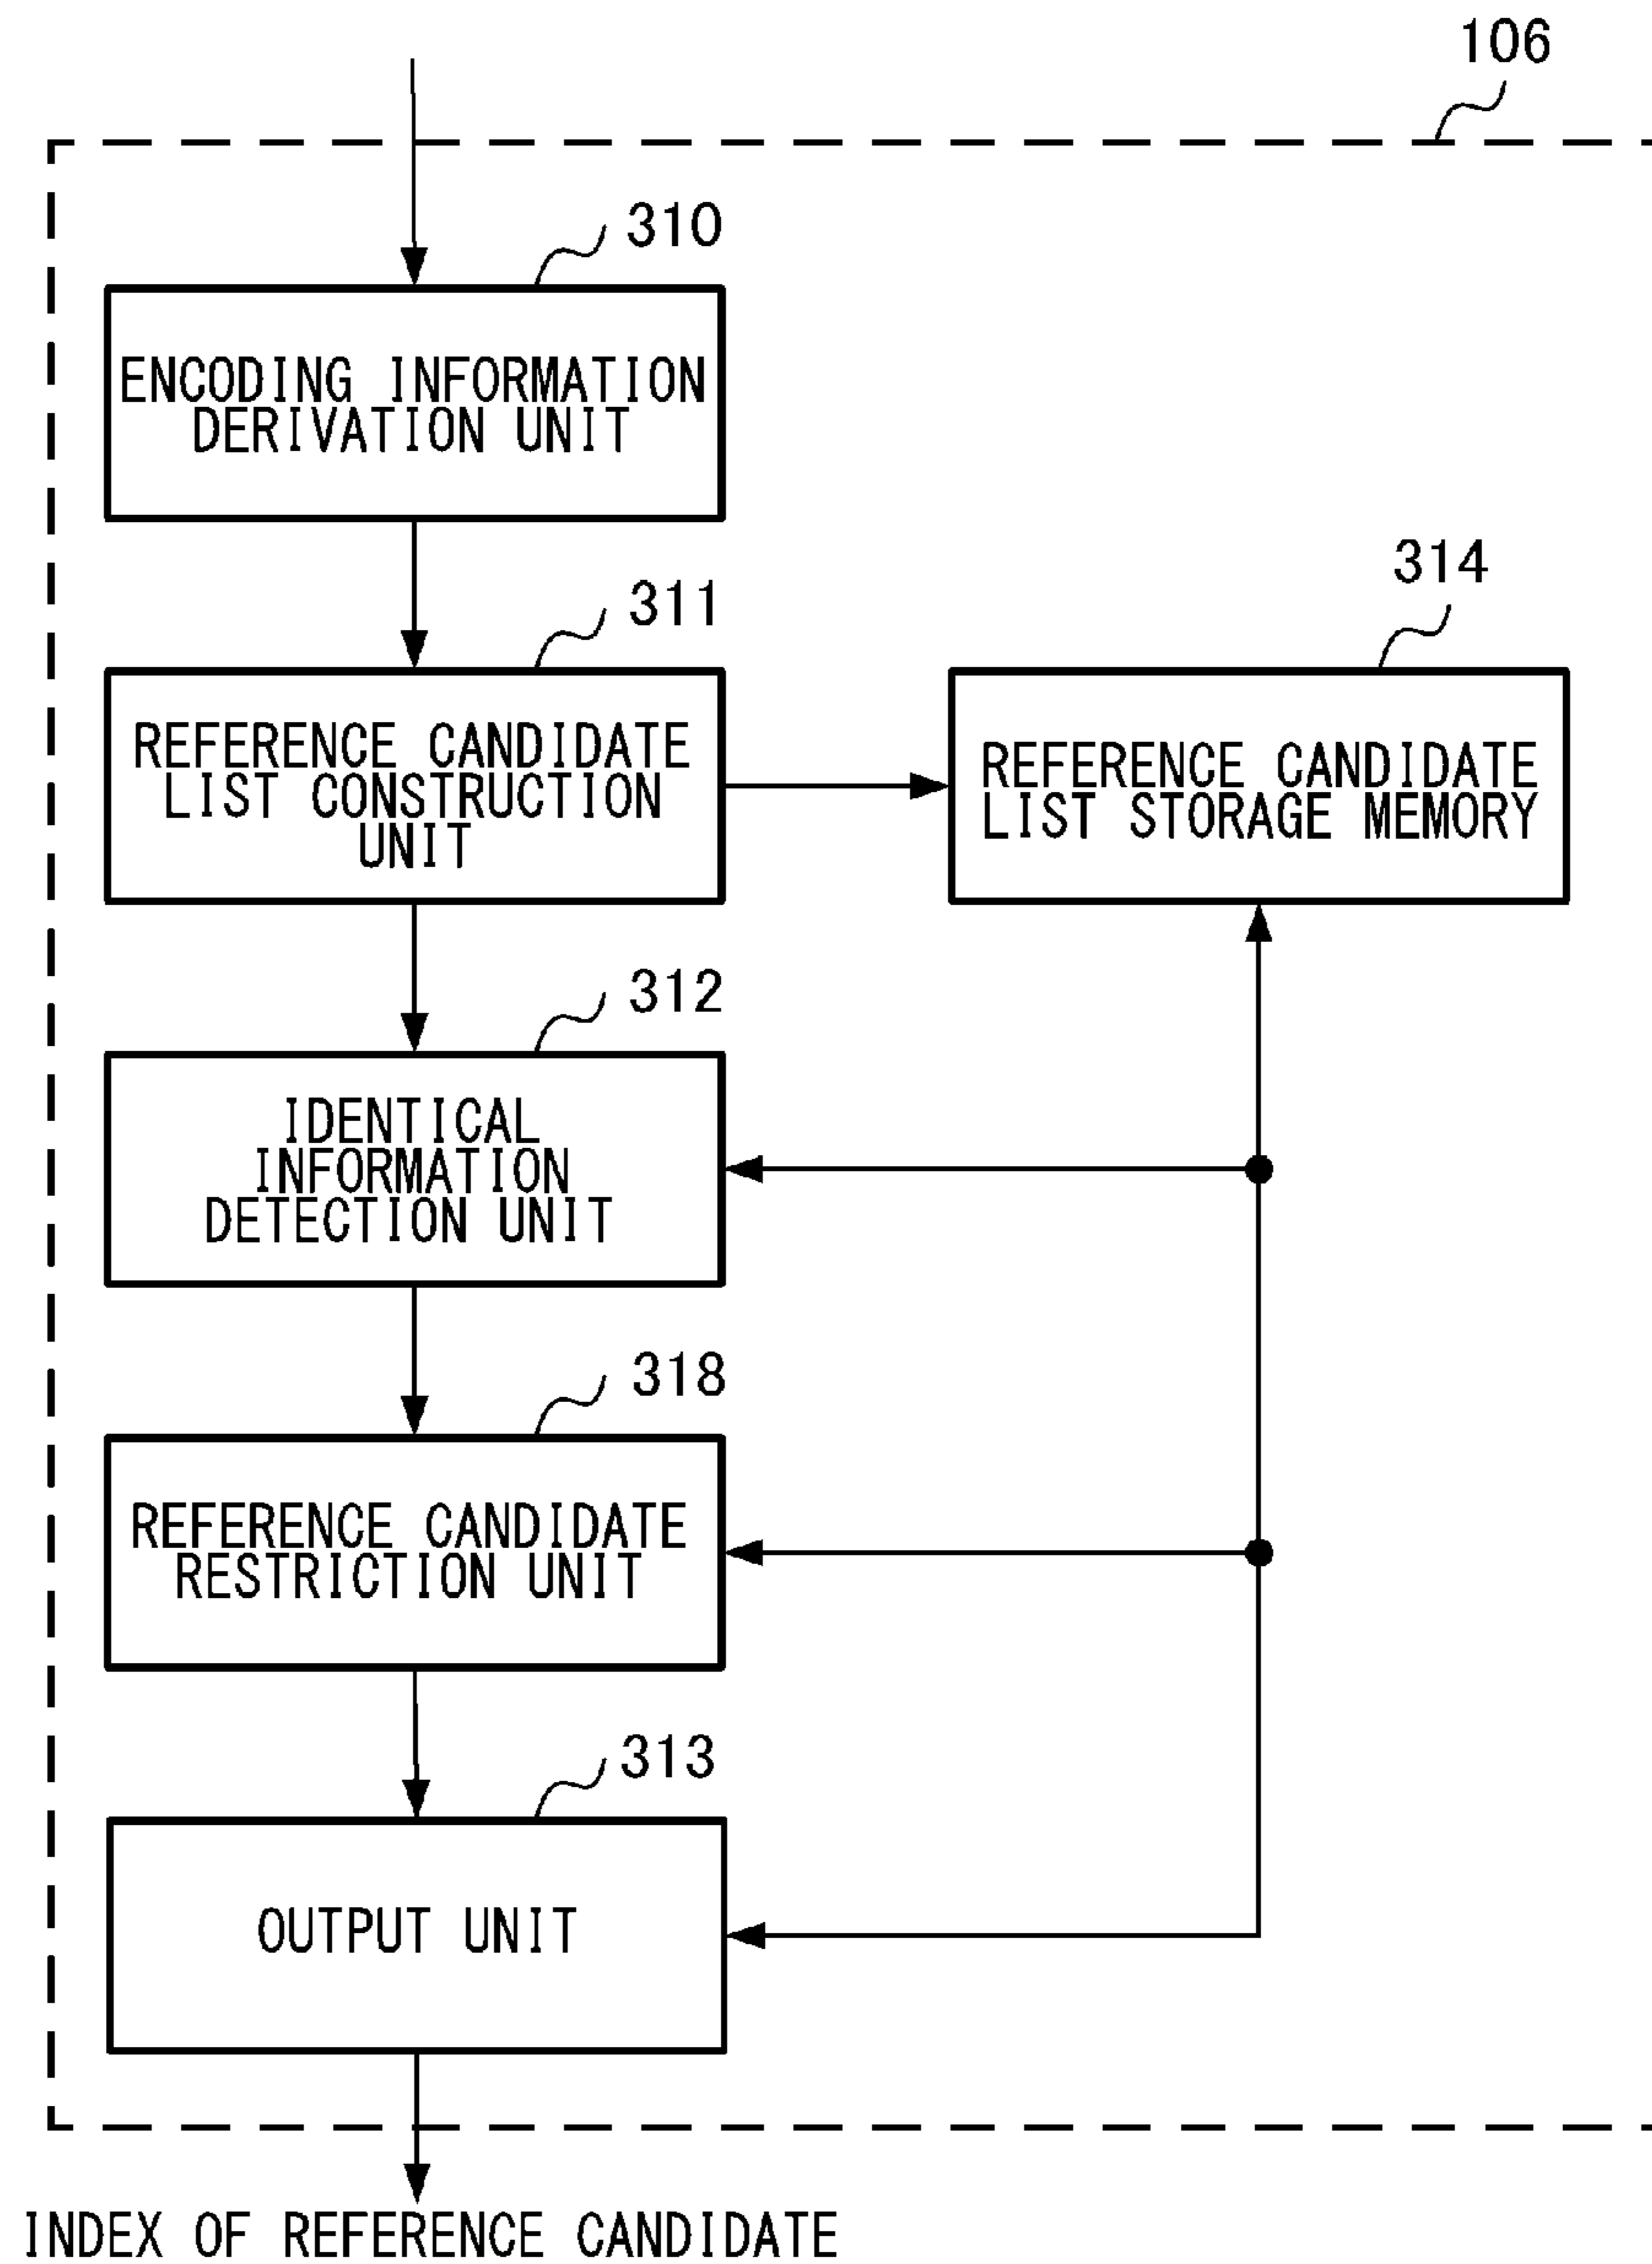 106
310
ENCODING INFORMATION
DERIVATION UNIT
311
REFERENCE CANDIDATE
LIST CONSTRUCTION
UNIT
314
REFERENCE CANDIDATE
LIST STORAGE MEMORY
312
IDENTICAL
INFORMATION
DETECTION UNIT
318
REFERENCE CANDIDATE
RESTRICTION UNIT
313
OUTPUT UNIT
INDEX OF REFERENCE CANDIDATE